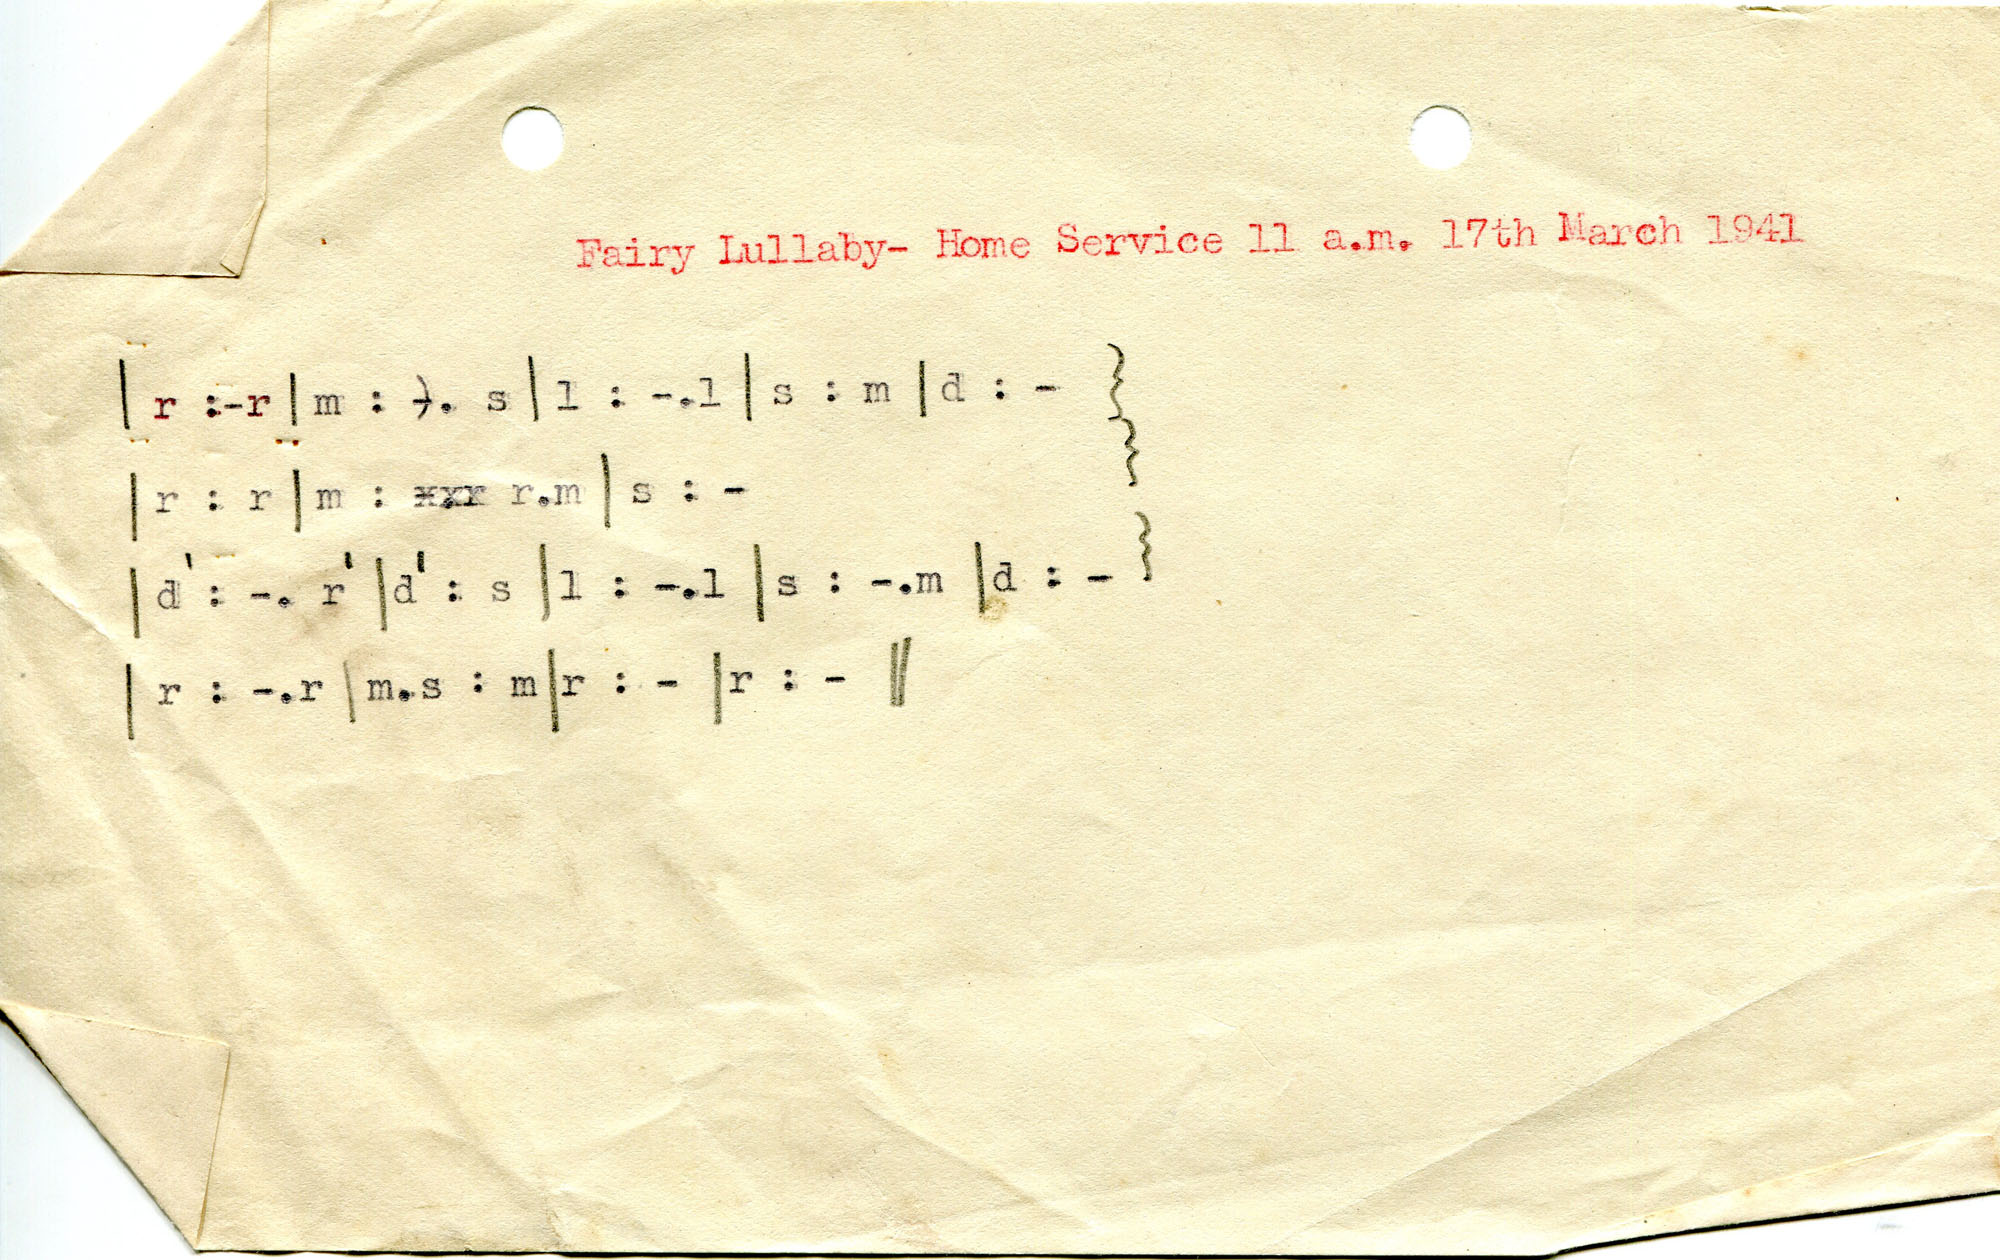 Fairy Lullaby- Home Service 11 a.m. 17th March 1941
| r :-r | m : -. s | l : -.l | s : m | d : - }
| r : r | m : xxx r.m | s : - }
| d' : -. r' | d' : s | l : -.l | s : -.m | d : - }
| r : -.r | m.s : m | r : - | r : - ||